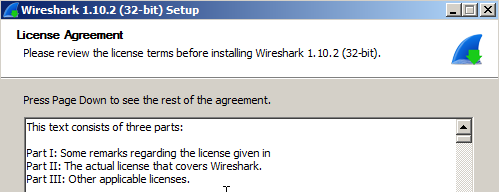 Wireshark 1.10.2 (32-bit) Setup
License Agreement
Please review the license terms before installing Wireshark 1.10.2 (32-bit).
Press Page Down to see the rest of the agreement.
This text consists of three parts:
Part I: Some remarks regarding the license given in
Part II: The actual license that covers Wireshark.
Part III: Other applicable licenses.